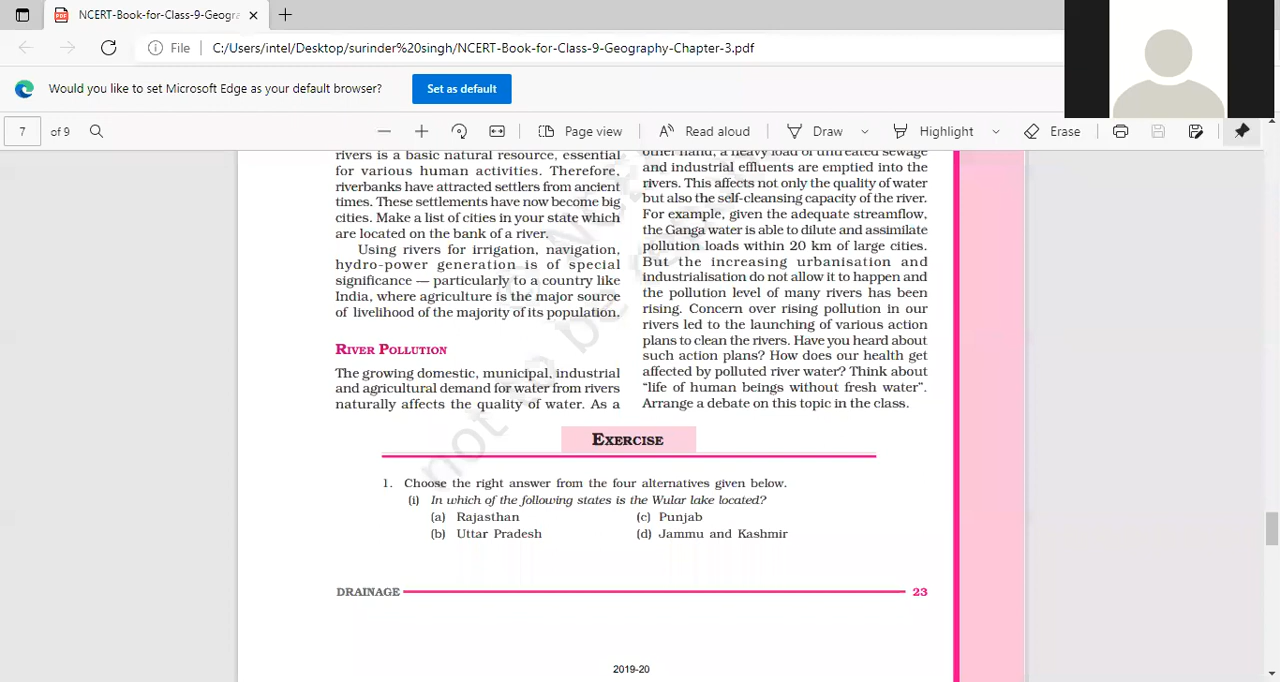 NCERT-Book-for-Class-9-Geogra
File C:/Users/intel/Desktop/surinder%20singh/NCERT-Book-for-Class-9-Geography-Chapter-3.pdf
Would you like to set Microsoft Edge as your default browser? Set as default
7 of 9 Page view Read aloud Draw Highlight Erase
rivers is a basic natural resource, essential
for various human activities. Therefore,
riverbanks have attracted settlers from ancient
times. These settlements have now become big
cities. Make a list of cities in your state which
are located on the bank of a river.
Using rivers for irrigation, navigation,
hydro-power generation is of special
significance — particularly to a country like
India, where agriculture is the major source
of livelihood of the majority of its population.
RIVER POLLUTION
The growing domestic, municipal, industrial
and agricultural demand for water from rivers
naturally affects the quality of water. As a
other hand, a heavy load of untreated sewage
and industrial effluents are emptied into the
rivers. This affects not only the quality of water
but also the self-cleansing capacity of the river.
For example, given the adequate streamflow,
the Ganga water is able to dilute and assimilate
pollution loads within 20 km of large cities.
But the increasing urbanisation and
industrialisation do not allow it to happen and
the pollution level of many rivers has been
rising. Concern over rising pollution in our
rivers led to the launching of various action
plans to clean the rivers. Have you heard about
such action plans? How does our health get
affected by polluted river water? Think about
“life of human beings without fresh water”.
Arrange a debate on this topic in the class.
EXERCISE
1. Choose the right answer from the four alternatives given below.
(i) In which of the following states is the Wular lake located?
(a) Rajasthan (c) Punjab
(b) Uttar Pradesh (d) Jammu and Kashmir
DRAINAGE 23
2019-20
not to be